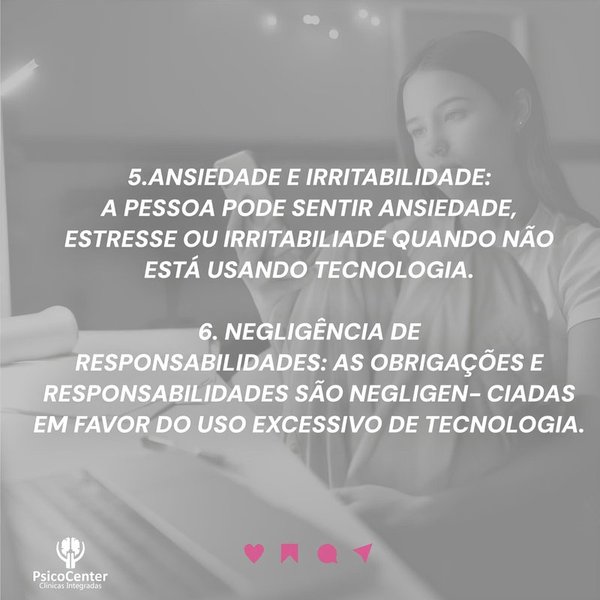 5.ANSIEDADE E IRRITABILIDADE:
A PESSOA PODE SENTIR ANSIEDADE,
ESTRESSE OU IRRITABILIADE QUANDO NÃO
ESTÁ USANDO TECNOLOGIA.
6. NEGLIGÊNCIA DE
RESPONSABILIDADES: AS OBRIGAÇÕES E
RESPONSABILIDADES SÃO NEGLIGEN- CIADAS
EM FAVOR DO USO EXCESSIVO DE TECNOLOGIA.
PsicoCenter
Clínicas Integradas